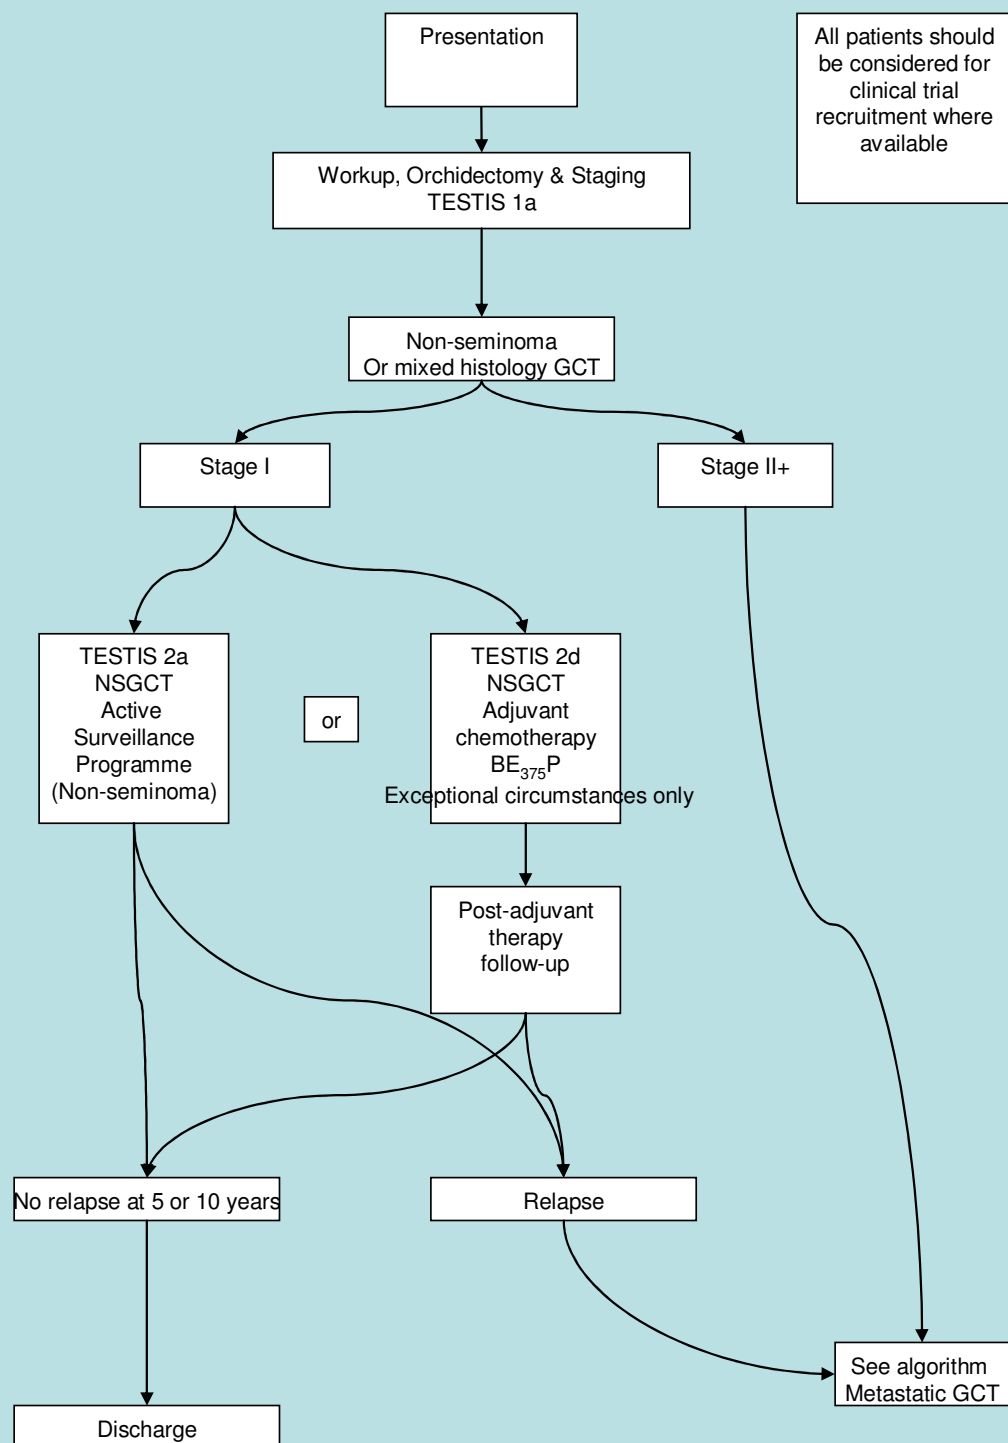 Presentation
All patients should
be considered for
clinical trial
recruitment where
available
Workup, Orchidectomy & Staging
TESTIS 1a
Non-seminoma
Or mixed histology GCT
Stage I
Stage II+
TESTIS 2a
NSGCT
Active
Surveillance
Programme
(Non-seminoma)
or
TESTIS 2d
NSGCT
Adjuvant
chemotherapy
BE₃₇₅P
Exceptional circumstances only
Post-adjuvant
therapy
follow-up
No relapse at 5 or 10 years
Relapse
See algorithm
Metastatic GCT
Discharge